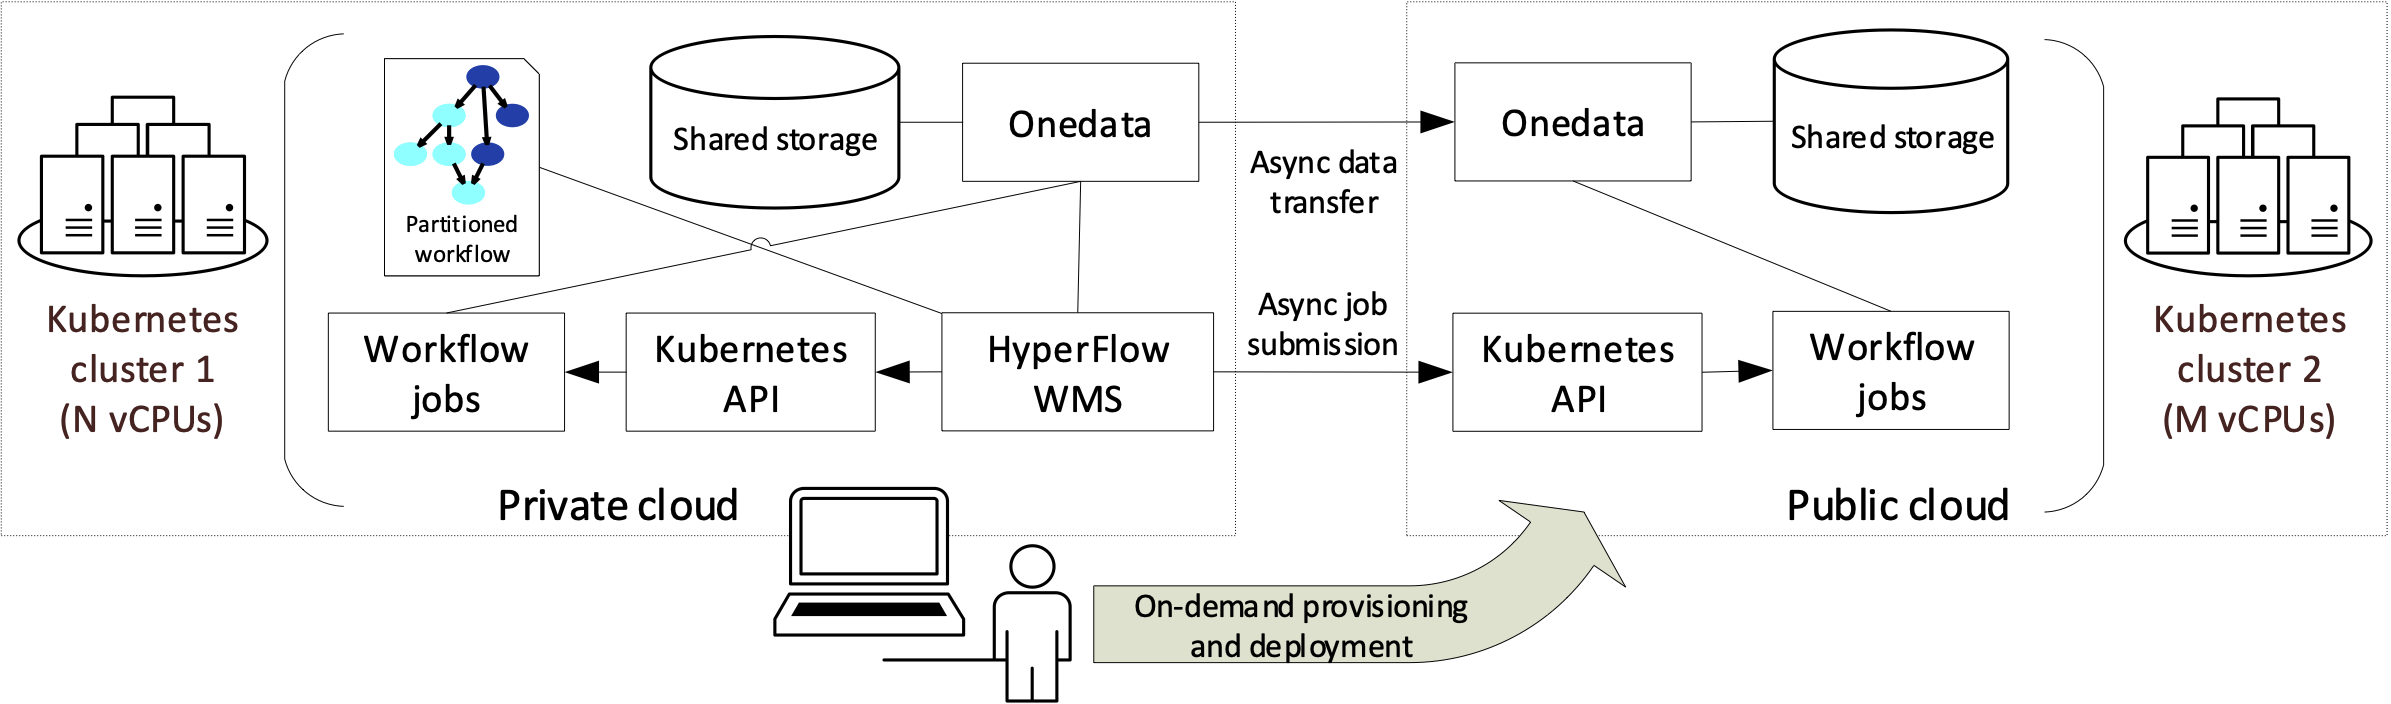 Kubernetes
cluster 1
(N vCPUs)
Partitioned
workflow
Shared storage
Onedata
Workflow
jobs
Kubernetes
API
HyperFlow
WMS
Private cloud
Async data
transfer
Async job
submission
Onedata
Shared storage
Kubernetes
API
Workflow
jobs
Public cloud
Kubernetes
cluster 2
(M vCPUs)
On-demand provisioning
and deployment